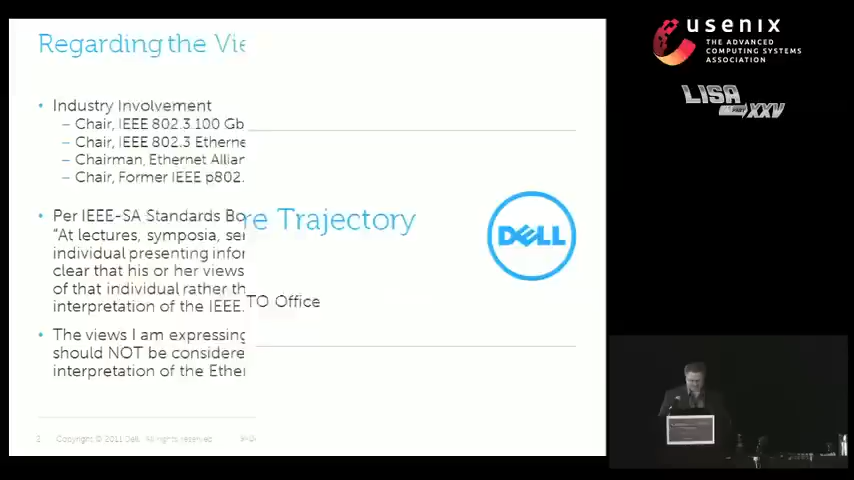 Regarding the Vie
• Industry Involvement
– Chair, IEEE 802.3.100 Gb
– Chair, IEEE 802.3 Etherne
– Chairman, Ethernet Allian
– Chair, Former IEEE p802.
• Per IEEE-SA Standards Bo
“At lectures, symposia, ser
individual presenting infor
clear that his or her views
of that individual rather th
interpretation of the IEEE.
• The views I am expressing
should NOT be considere
interpretation of the Ether
2 Copyright © 2011 Dell. All rights reserved
re Trajectory
TO Office
DELL
usenix
THE ADVANCED
COMPUTING SYSTEMS
ASSOCIATION
LISA
XXV